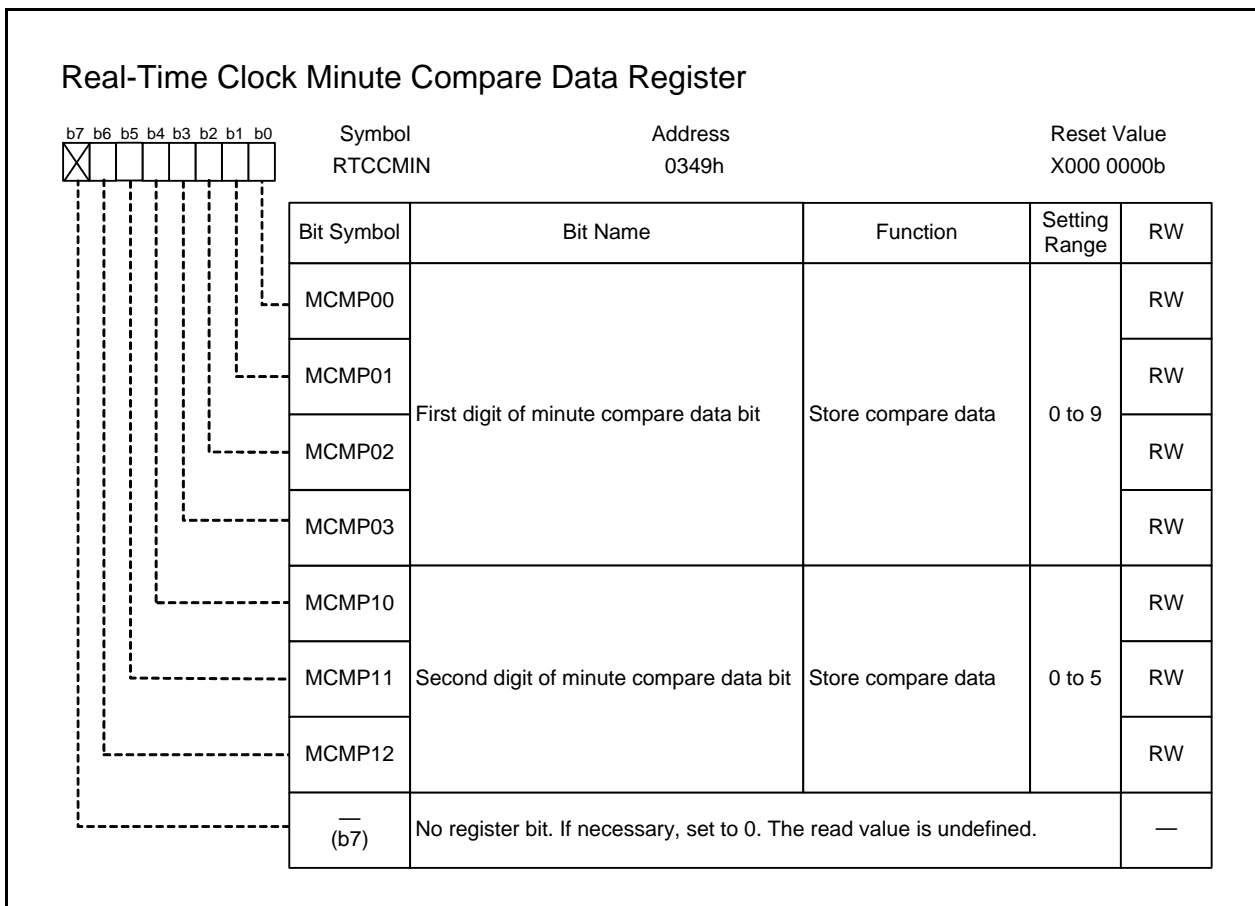 Real-Time Clock Minute Compare Data Register
b7 b6 b5 b4 b3 b2 b1 b0
Symbol Address Reset Value
RTCCMIN 0349h X000 0000b
Bit Symbol Bit Name Function Setting Range RW
MCMP00 RW
MCMP01 RW
First digit of minute compare data bit Store compare data 0 to 9
MCMP02 RW
MCMP03 RW
MCMP10 RW
MCMP11 Second digit of minute compare data bit Store compare data 0 to 5 RW
MCMP12 RW
— (b7) No register bit. If necessary, set to 0. The read value is undefined. —